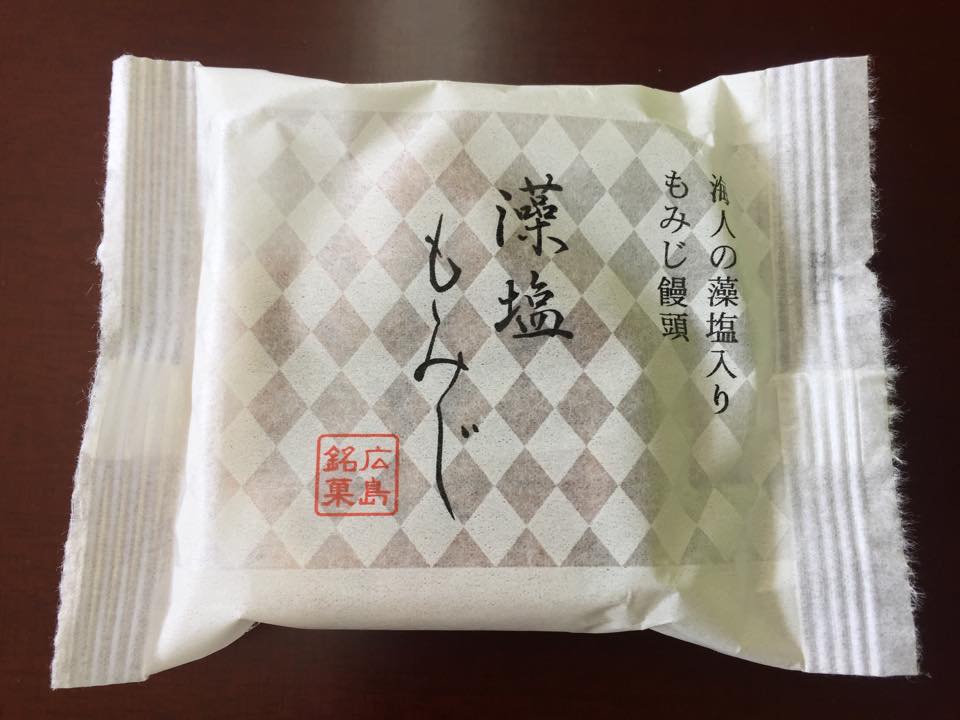 海人の藻塩入り
もみじ饅頭
藻塩
もみじ
広島
銘菓